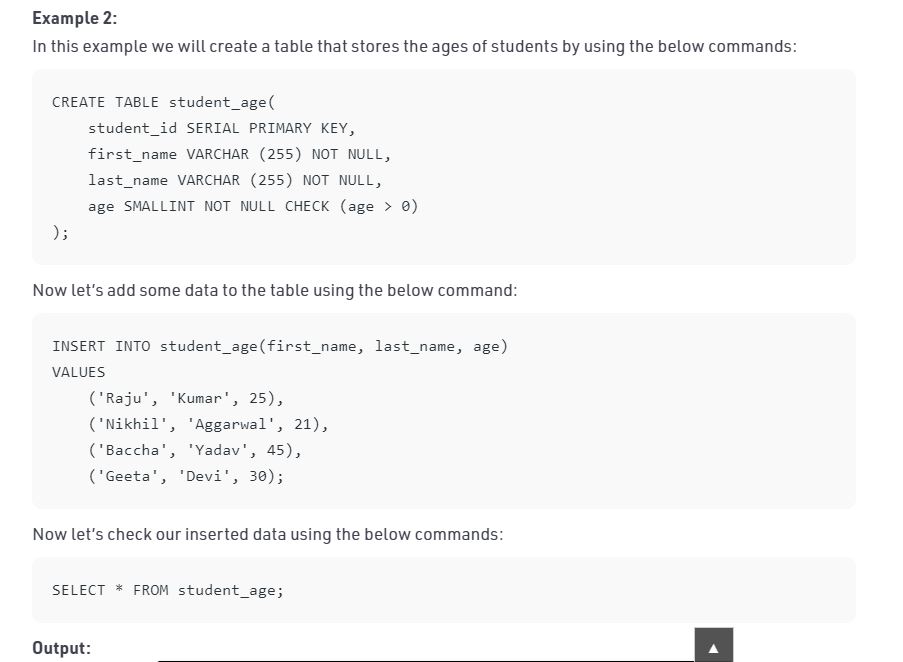 Example 2:
In this example we will create a table that stores the ages of students by using the below commands:
CREATE TABLE student_age(
    student_id SERIAL PRIMARY KEY,
    first_name VARCHAR (255) NOT NULL,
    last_name VARCHAR (255) NOT NULL,
    age SMALLINT NOT NULL CHECK (age > 0)
);
Now let's add some data to the table using the below command:
INSERT INTO student_age(first_name, last_name, age)
VALUES
    ('Raju', 'Kumar', 25),
    ('Nikhil', 'Aggarwal', 21),
    ('Baccha', 'Yadav', 45),
    ('Geeta', 'Devi', 30);
Now let's check our inserted data using the below commands:
SELECT * FROM student_age;
Output: